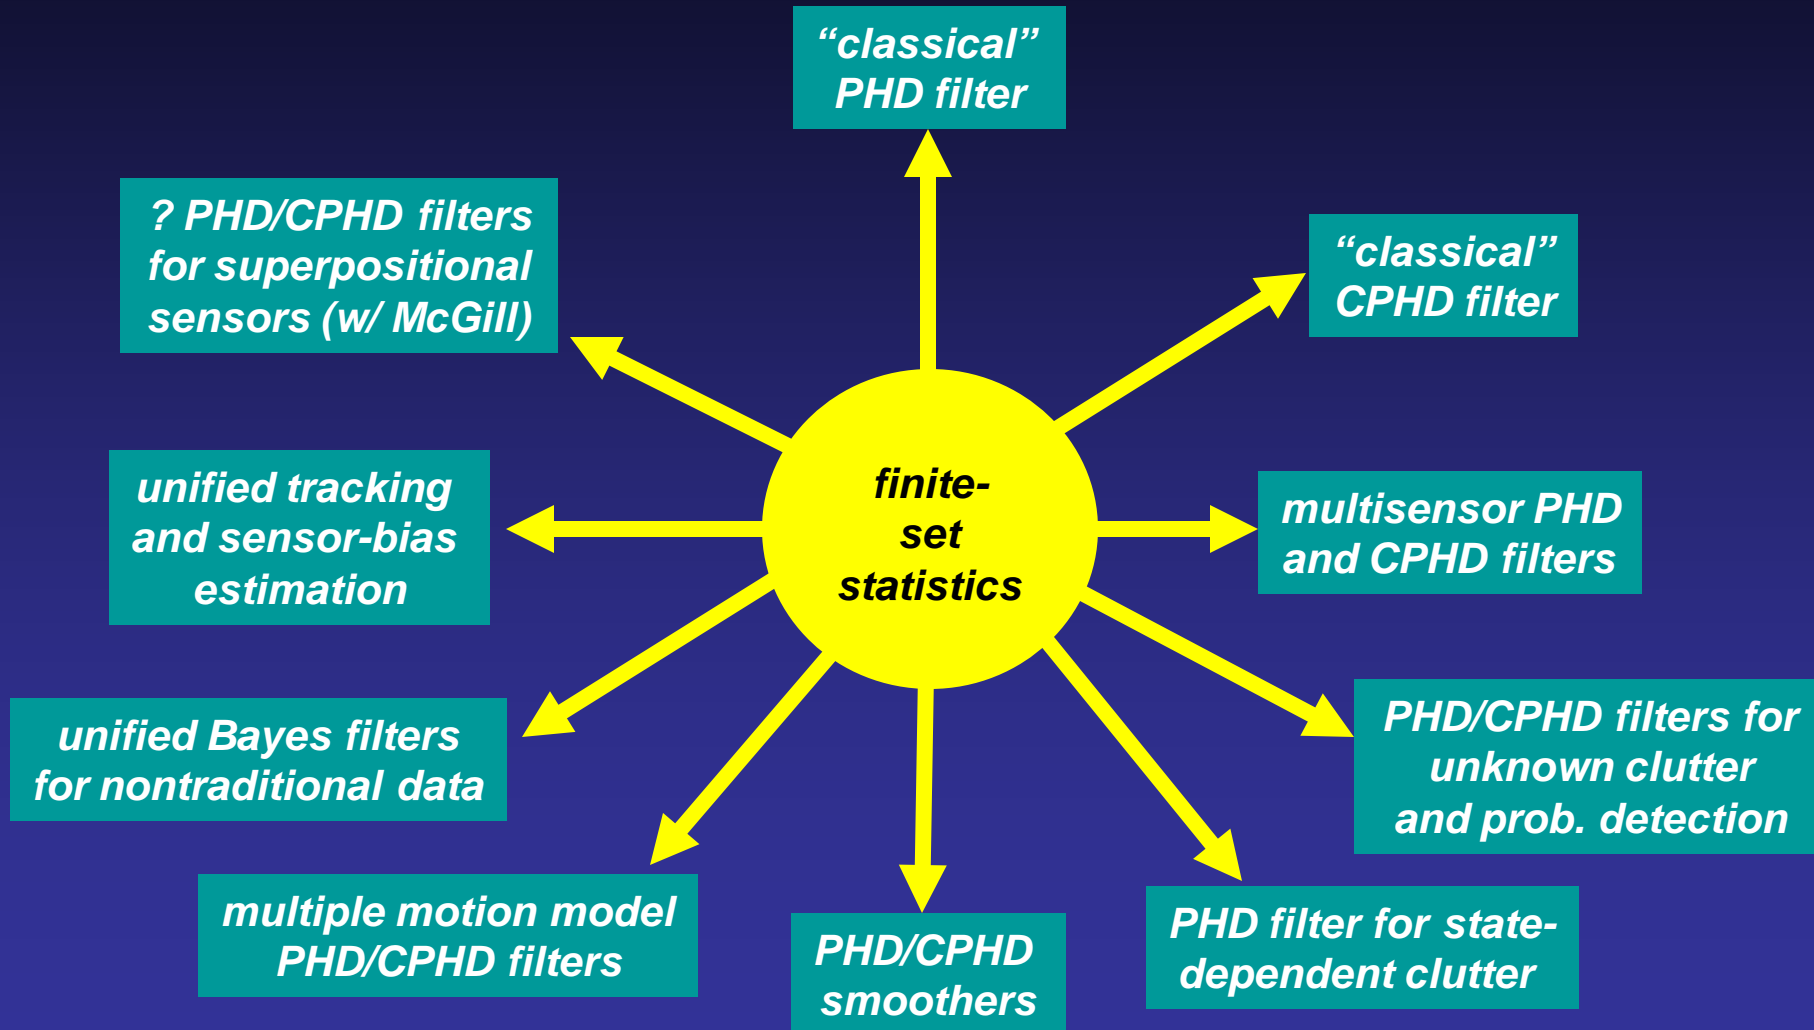 “classical”
PHD filter
? PHD/CPHD filters
for superpositional
sensors (w/ McGill)
“classical”
CPHD filter
unified tracking
and sensor-bias
estimation
finite-
set
statistics
multisensor PHD
and CPHD filters
unified Bayes filters
for nontraditional data
PHD/CPHD filters for
unknown clutter
and prob. detection
multiple motion model
PHD/CPHD filters
PHD/CPHD
smoothers
PHD filter for state-
dependent clutter